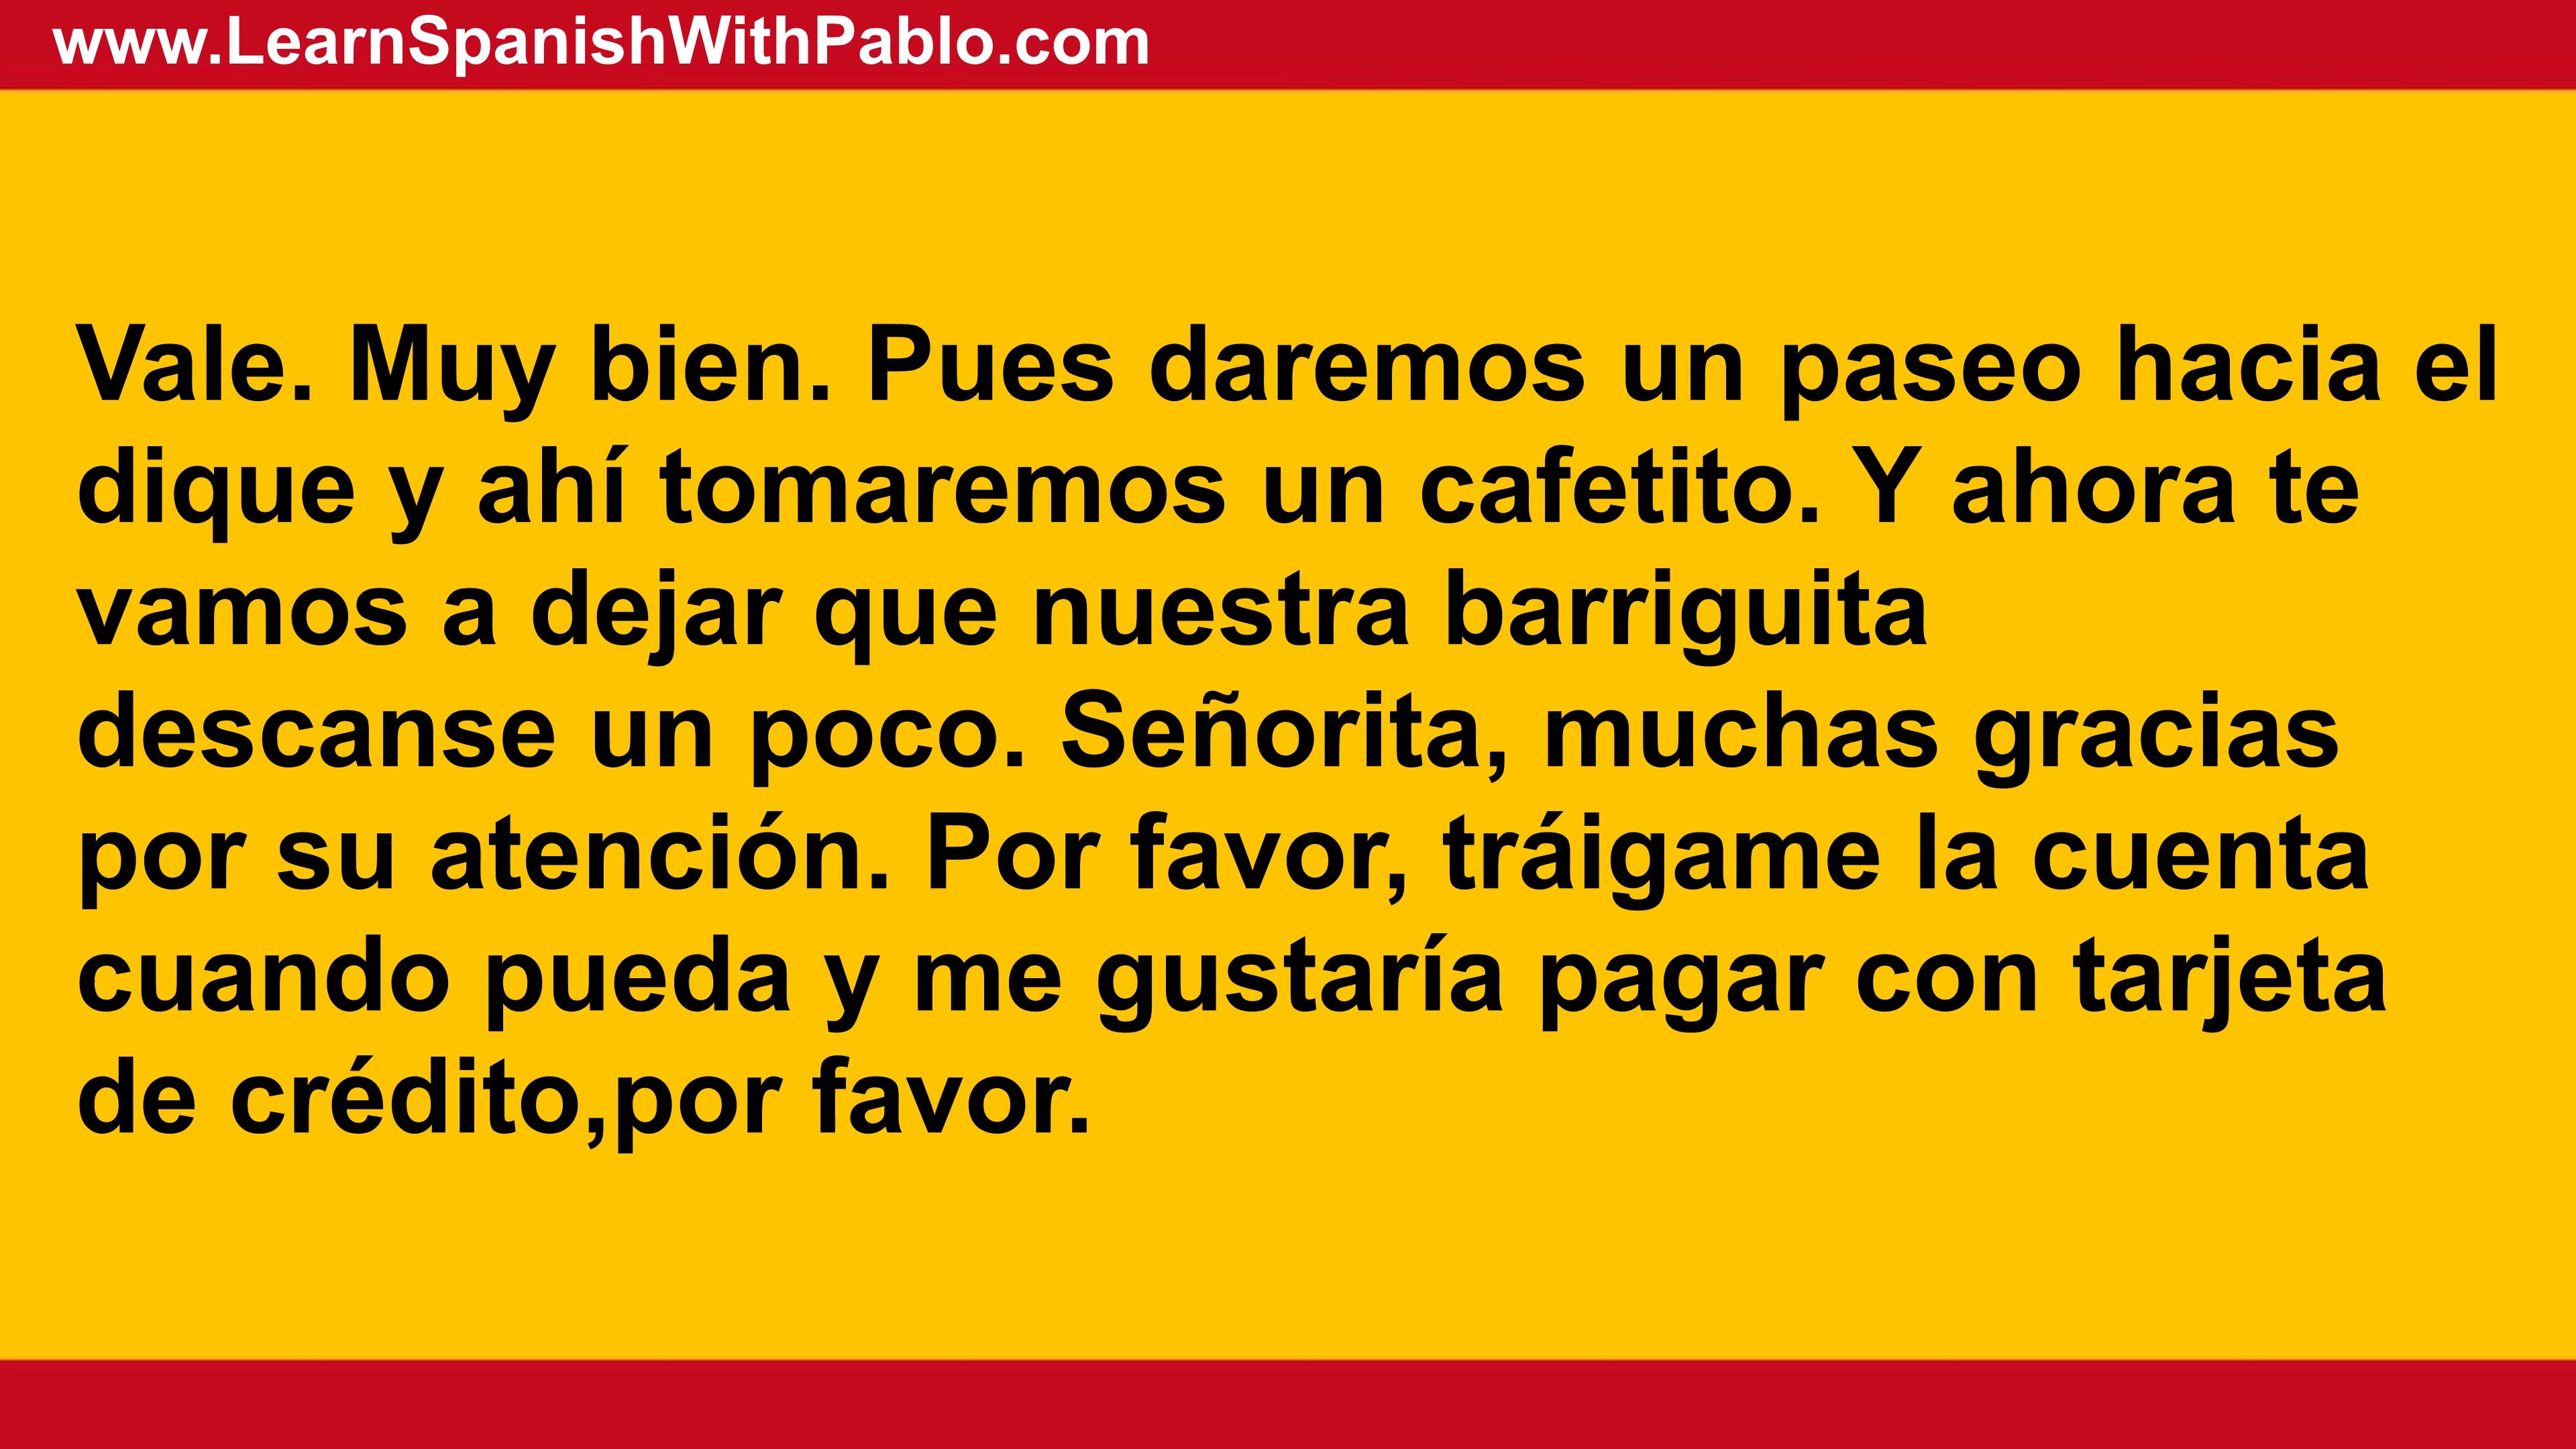 www.LearnSpanishWithPablo.com
Vale. Muy bien. Pues daremos un paseo hacia el
dique y ahí tomaremos un cafetito. Y ahora te
vamos a dejar que nuestra barriguita
descanse un poco. Señorita, muchas gracias
por su atención. Por favor, tráigame la cuenta
cuando pueda y me gustaría pagar con tarjeta
de crédito,por favor.